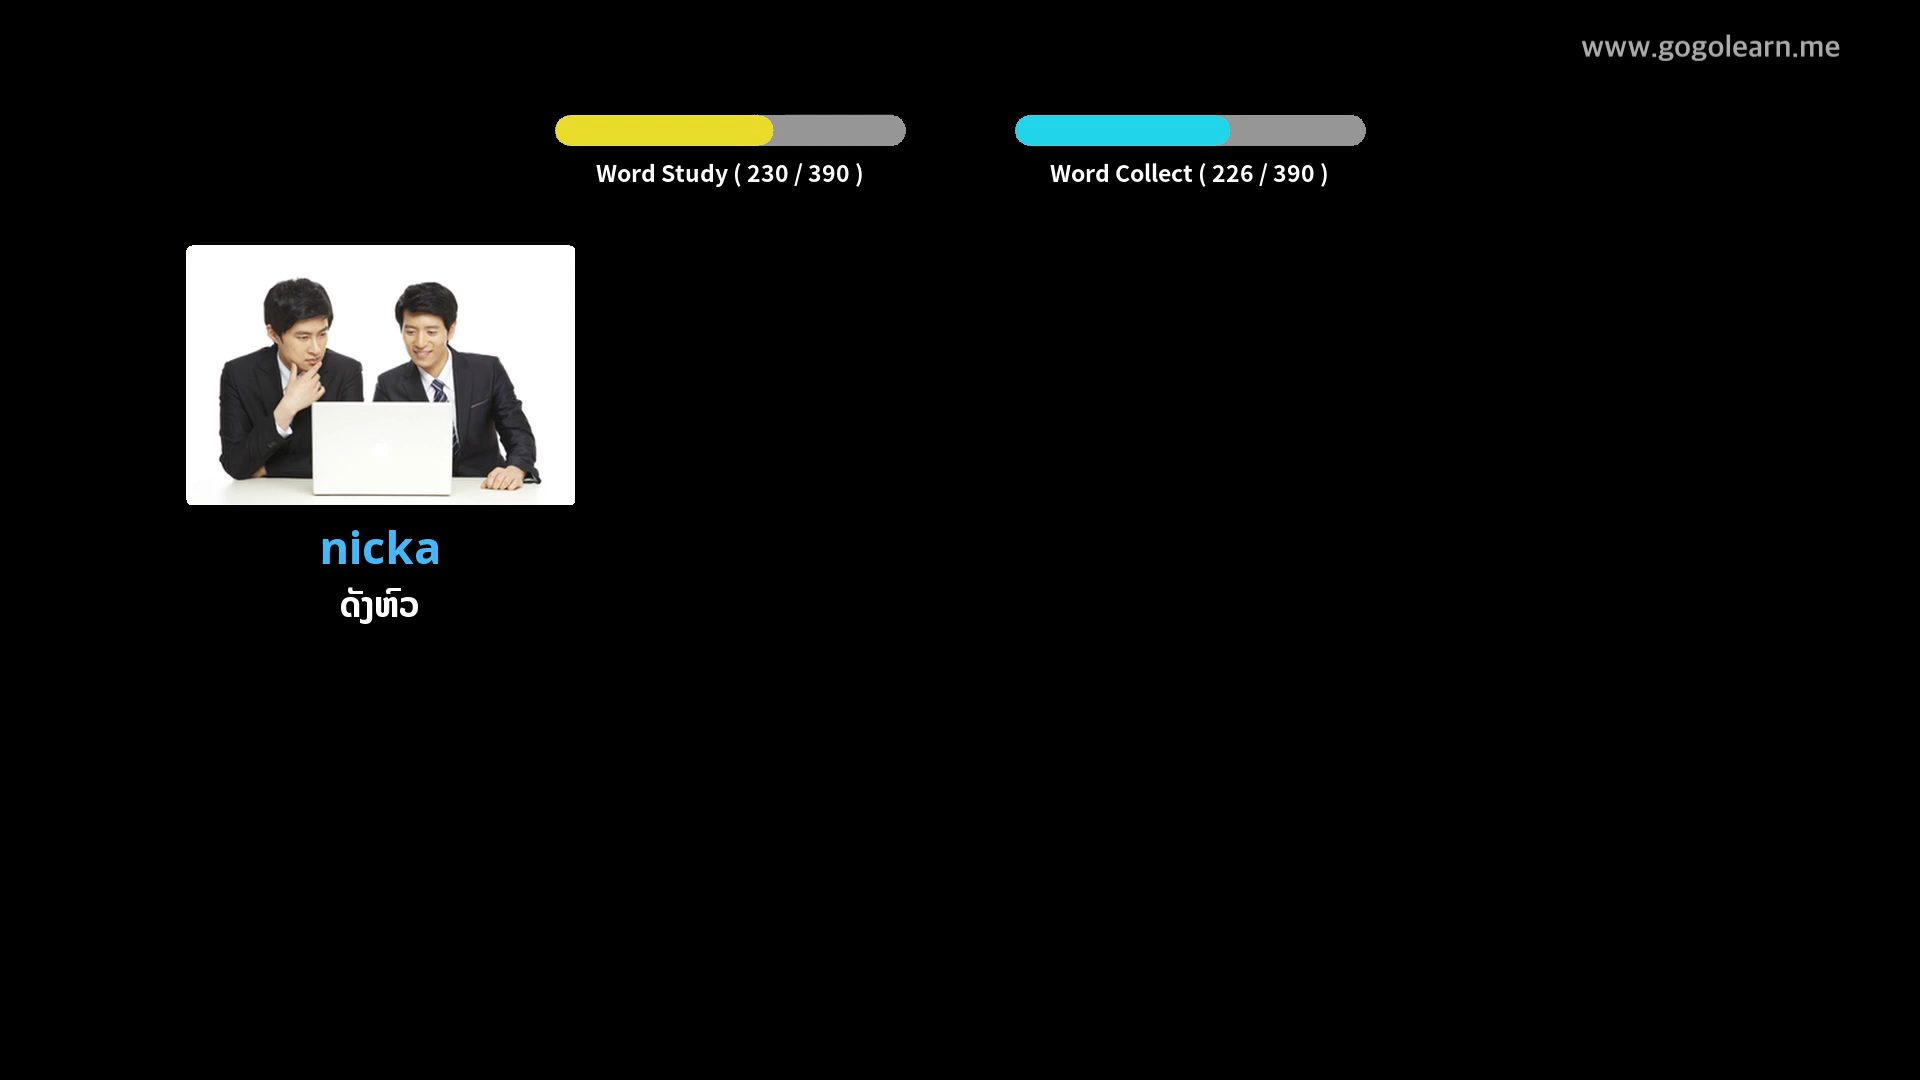 www.gogolearn.me
Word Study ( 230 / 390 )
Word Collect ( 226 / 390 )
nicka
ດັງຫົວ